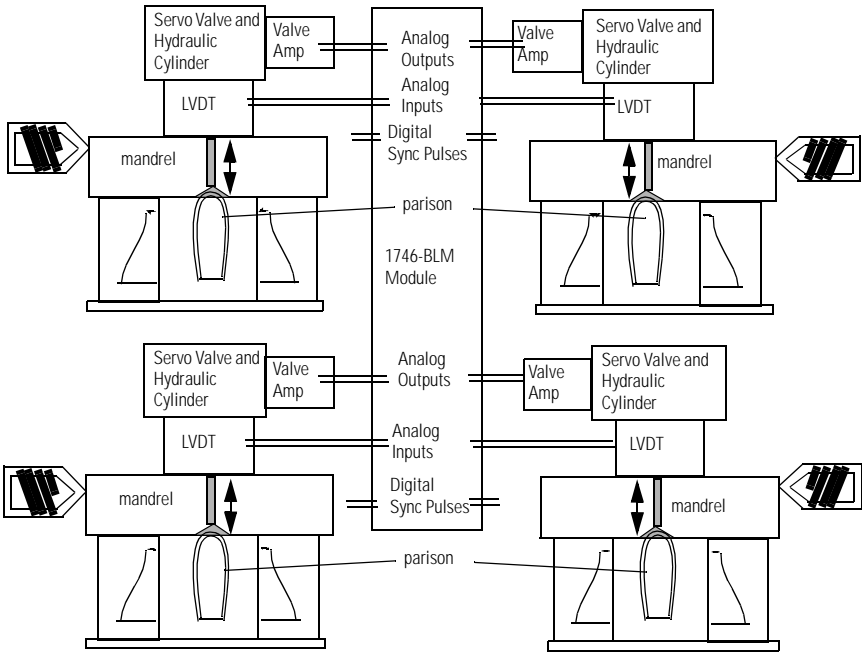 Servo Valve and
Hydraulic
Cylinder
Valve
Amp
Analog
Outputs
Valve
Amp
Servo Valve and
Hydraulic
Cylinder
LVDT
Analog
Inputs
LVDT
Digital
Sync Pulses
mandrel
mandrel
parison
1746-BLM
Module
Servo Valve and
Hydraulic
Cylinder
Valve
Amp
Analog
Outputs
Valve
Amp
Servo Valve and
Hydraulic
Cylinder
LVDT
Analog
Inputs
LVDT
Digital
Sync Pulses
mandrel
mandrel
parison